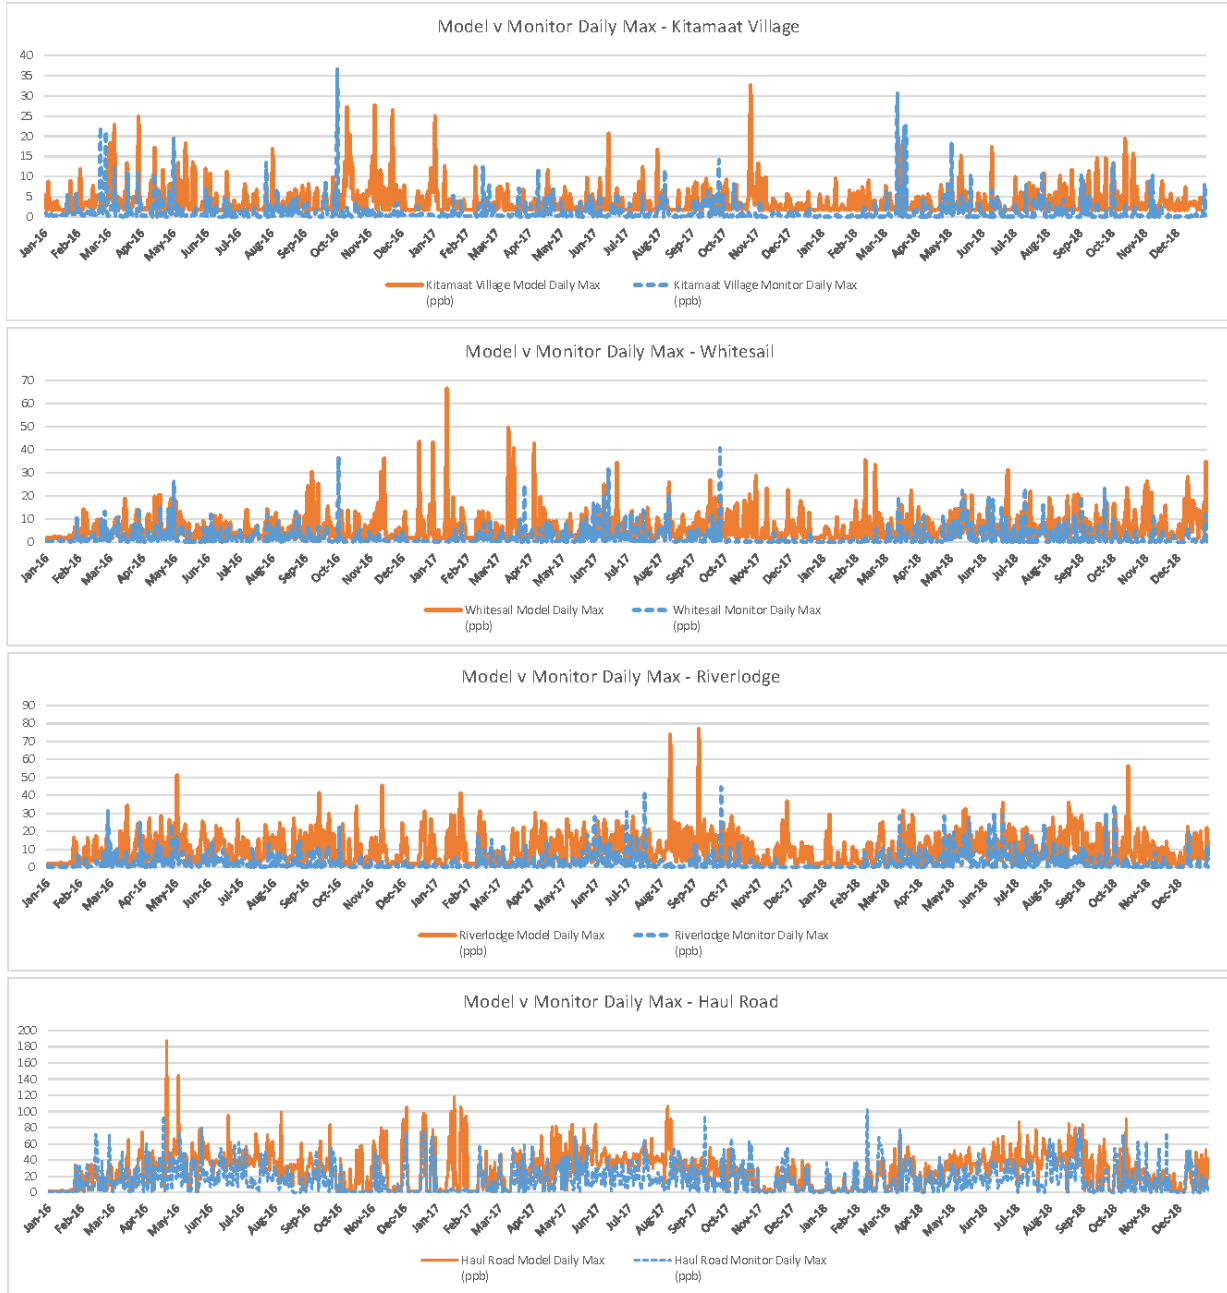 Model v Monitor Daily Max - Kitamaat Village
40
35
30
25
20
15
10
5
0
Jan-16 Feb-16 Mar-16 Apr-16 May-16 Jun-16 Jul-16 Aug-16 Sep-16 Oct-16 Nov-16 Dec-16 Jan-17 Feb-17 Mar-17 Apr-17 May-17 Jun-17 Jul-17 Aug-17 Sep-17 Oct-17 Nov-17 Dec-17 Jan-18 Feb-18 Mar-18 Apr-18 May-18 Jun-18 Jul-18 Aug-18 Sep-18 Oct-18 Nov-18 Dec-18
Kitamaat Village Model Daily Max Kitamaat Village Monitor Daily Max
(ppb) (ppb)
Model v Monitor Daily Max - Whitesail
70
60
50
40
30
20
10
0
Jan-16 Feb-16 Mar-16 Apr-16 May-16 Jun-16 Jul-16 Aug-16 Sep-16 Oct-16 Nov-16 Dec-16 Jan-17 Feb-17 Mar-17 Apr-17 May-17 Jun-17 Jul-17 Aug-17 Sep-17 Oct-17 Nov-17 Dec-17 Jan-18 Feb-18 Mar-18 Apr-18 May-18 Jun-18 Jul-18 Aug-18 Sep-18 Oct-18 Nov-18 Dec-18
Whitesail Model Daily Max Whitesail Monitor Daily Max
(ppb) (ppb)
Model v Monitor Daily Max - Riverlodge
90
80
70
60
50
40
30
20
10
0
Jan-16 Feb-16 Mar-16 Apr-16 May-16 Jun-16 Jul-16 Aug-16 Sep-16 Oct-16 Nov-16 Dec-16 Jan-17 Feb-17 Mar-17 Apr-17 May-17 Jun-17 Jul-17 Aug-17 Sep-17 Oct-17 Nov-17 Dec-17 Jan-18 Feb-18 Mar-18 Apr-18 May-18 Jun-18 Jul-18 Aug-18 Sep-18 Oct-18 Nov-18 Dec-18
Riverlodge Model Daily Max Riverlodge Monitor Daily Max
(ppb) (ppb)
Model v Monitor Daily Max - Haul Road
200
180
160
140
120
100
80
60
40
20
0
Jan-16 Feb-16 Mar-16 Apr-16 May-16 Jun-16 Jul-16 Aug-16 Sep-16 Oct-16 Nov-16 Dec-16 Jan-17 Feb-17 Mar-17 Apr-17 May-17 Jun-17 Jul-17 Aug-17 Sep-17 Oct-17 Nov-17 Dec-17 Jan-18 Feb-18 Mar-18 Apr-18 May-18 Jun-18 Jul-18 Aug-18 Sep-18 Oct-18 Nov-18 Dec-18
Haul Road Model Daily Max Haul Road Monitor Daily Max
(ppb) (ppb)